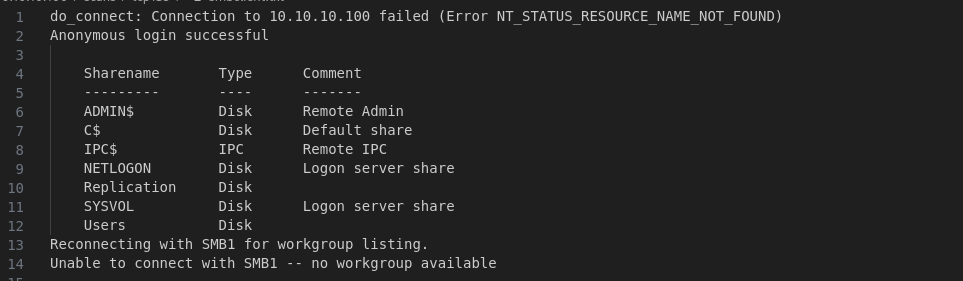 1 do_connect: Connection to 10.10.10.100 failed (Error NT_STATUS_RESOURCE_NAME_NOT_FOUND)
2 Anonymous login successful
3
4 Sharename Type Comment
5 --------- ---- -------
6 ADMIN$ Disk Remote Admin
7 C$ Disk Default share
8 IPC$ IPC Remote IPC
9 NETLOGON Disk Logon server share
10 Replication Disk
11 SYSVOL Disk Logon server share
12 Users Disk
13 Reconnecting with SMB1 for workgroup listing.
14 Unable to connect with SMB1 -- no workgroup available